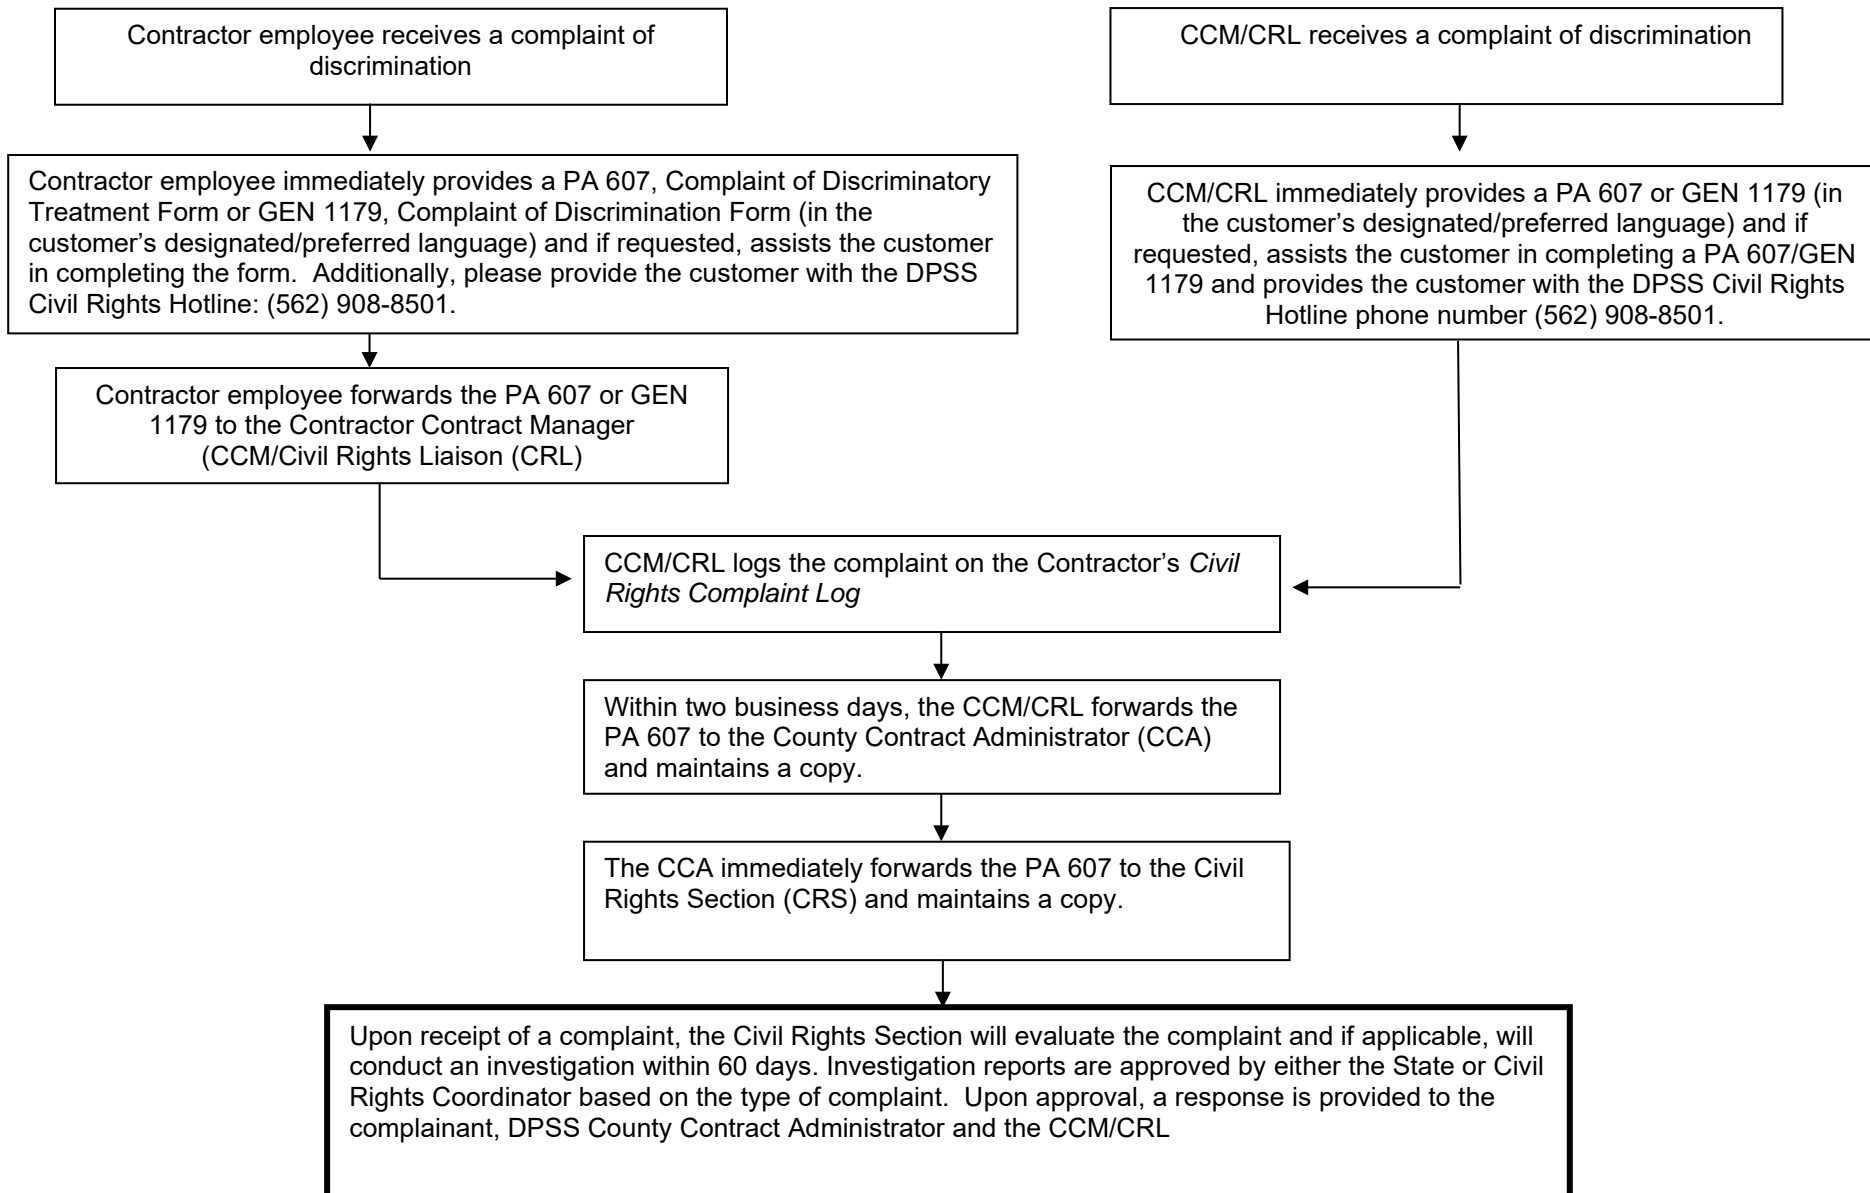 Contractor employee receives a complaint of
discrimination
CCM/CRL receives a complaint of discrimination
Contractor employee immediately provides a PA 607, Complaint of Discriminatory
Treatment Form or GEN 1179, Complaint of Discrimination Form (in the
customer’s designated/preferred language) and if requested, assists the customer
in completing the form.  Additionally, please provide the customer with the DPSS
Civil Rights Hotline: (562) 908-8501.
CCM/CRL immediately provides a PA 607 or GEN 1179 (in
the customer’s designated/preferred language) and if
requested, assists the customer in completing a PA 607/GEN
1179 and provides the customer with the DPSS Civil Rights
Hotline phone number (562) 908-8501.
Contractor employee forwards the PA 607 or GEN
1179 to the Contractor Contract Manager
(CCM/Civil Rights Liaison (CRL)
CCM/CRL logs the complaint on the Contractor’s Civil
Rights Complaint Log
Within two business days, the CCM/CRL forwards the
PA 607 to the County Contract Administrator (CCA)
and maintains a copy.
The CCA immediately forwards the PA 607 to the Civil
Rights Section (CRS) and maintains a copy.
Upon receipt of a complaint, the Civil Rights Section will evaluate the complaint and if applicable, will
conduct an investigation within 60 days. Investigation reports are approved by either the State or Civil
Rights Coordinator based on the type of complaint.  Upon approval, a response is provided to the
complainant, DPSS County Contract Administrator and the CCM/CRL